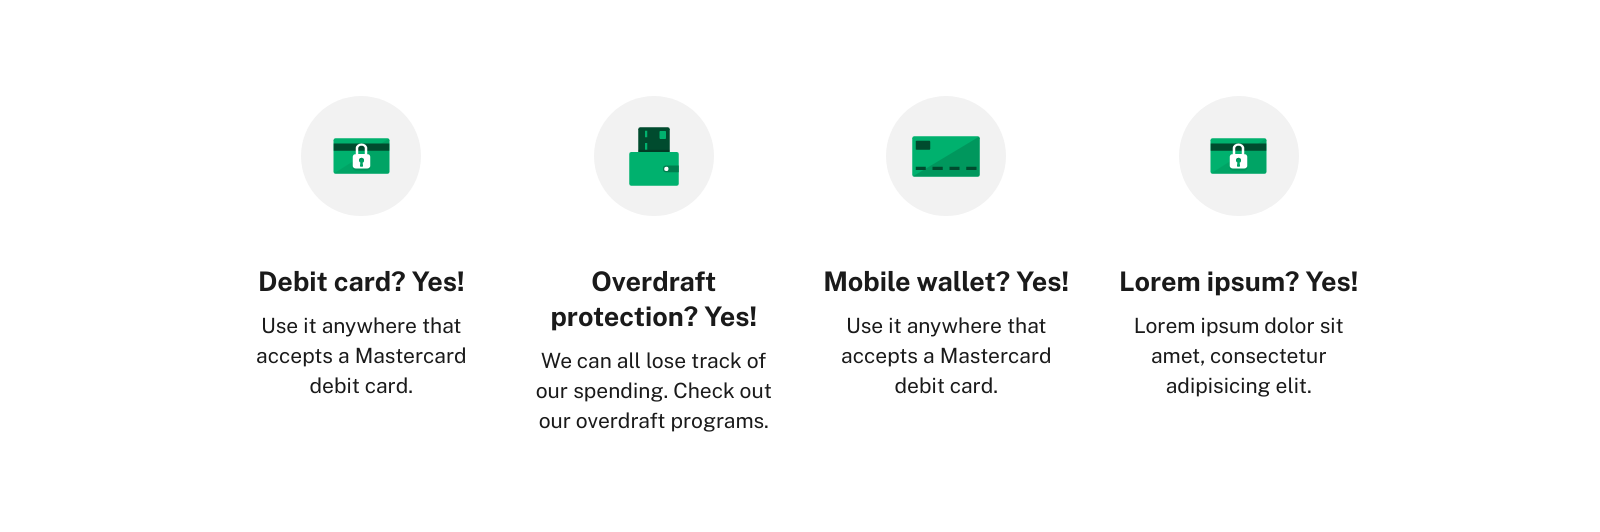 Debit card? Yes!
Use it anywhere that
accepts a Mastercard
debit card.
Overdraft
protection? Yes!
We can all lose track of
our spending. Check out
our overdraft programs.
Mobile wallet? Yes!
Use it anywhere that
accepts a Mastercard
debit card.
Lorem ipsum? Yes!
Lorem ipsum dolor sit
amet, consectetur
adipisicing elit.